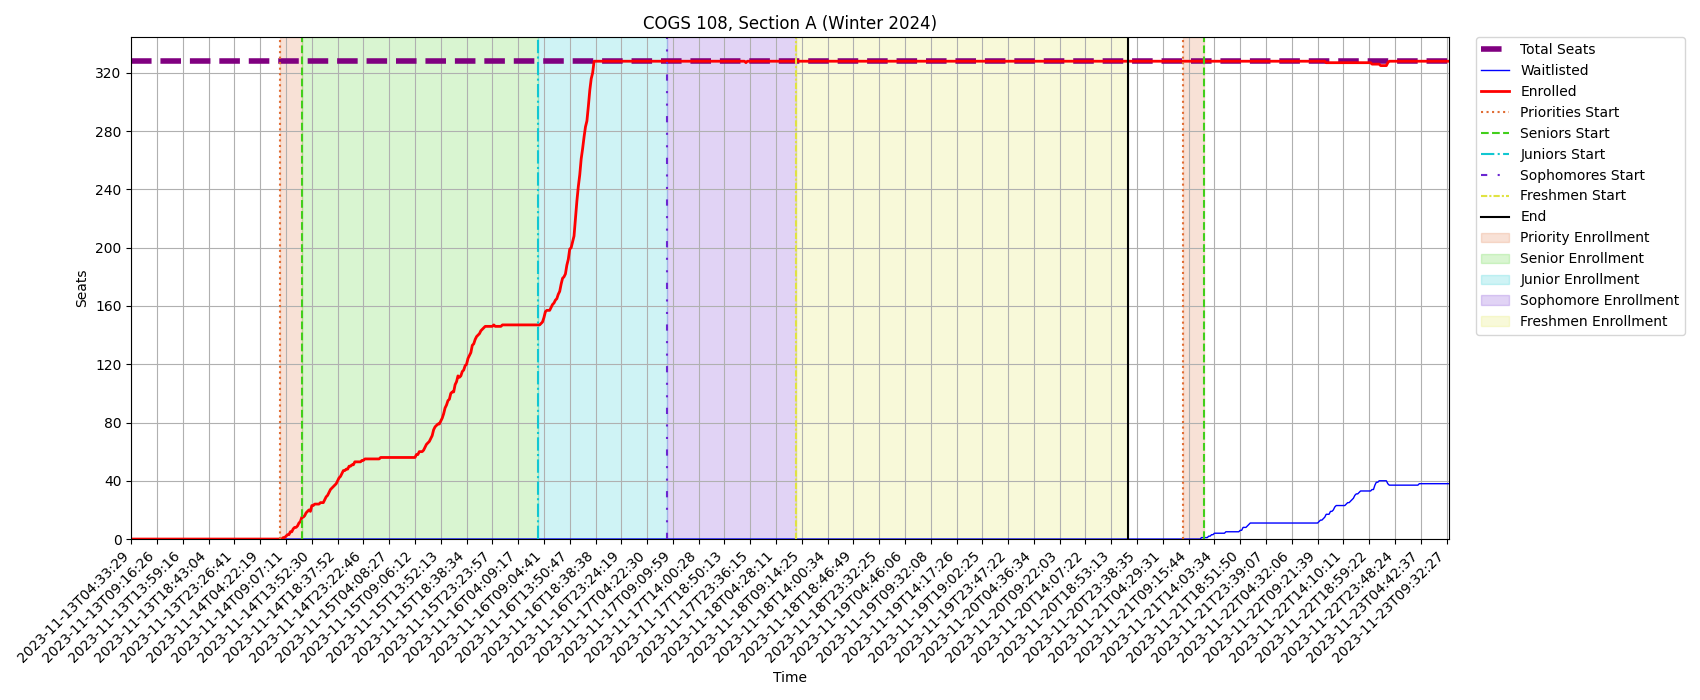 COGS 108, Section A (Winter 2024)
Seats
320
280
240
200
160
120
80
40
0
2023-11-13T04:33:29
2023-11-13T09:16:26
2023-11-13T13:59:16
2023-11-13T18:43:04
2023-11-13T23:26:41
2023-11-14T04:22:19
2023-11-14T09:07:11
2023-11-14T13:52:30
2023-11-14T18:37:52
2023-11-14T23:22:46
2023-11-15T04:08:27
2023-11-15T09:06:12
2023-11-15T13:52:13
2023-11-15T18:38:34
2023-11-15T23:23:57
2023-11-16T04:09:17
2023-11-16T09:04:41
2023-11-16T13:50:47
2023-11-16T18:38:38
2023-11-16T23:24:19
2023-11-17T04:22:30
2023-11-17T09:09:59
2023-11-17T14:00:28
2023-11-17T18:50:13
2023-11-17T23:36:15
2023-11-18T04:28:11
2023-11-18T09:14:25
2023-11-18T14:00:34
2023-11-18T18:46:49
2023-11-18T23:32:25
2023-11-19T04:46:06
2023-11-19T09:32:08
2023-11-19T14:17:26
2023-11-19T19:02:25
2023-11-19T23:47:22
2023-11-20T04:36:34
2023-11-20T09:22:03
2023-11-20T14:07:22
2023-11-20T18:53:13
2023-11-20T23:38:35
2023-11-21T04:29:31
2023-11-21T09:15:44
2023-11-21T14:03:34
2023-11-21T18:51:50
2023-11-21T23:39:07
2023-11-22T04:32:06
2023-11-22T09:21:39
2023-11-22T14:10:11
2023-11-22T18:59:22
2023-11-22T23:48:24
2023-11-23T04:42:37
2023-11-23T09:32:27
Time
Total Seats
Waitlisted
Enrolled
Priorities Start
Seniors Start
Juniors Start
Sophomores Start
Freshmen Start
End
Priority Enrollment
Senior Enrollment
Junior Enrollment
Sophomore Enrollment
Freshmen Enrollment